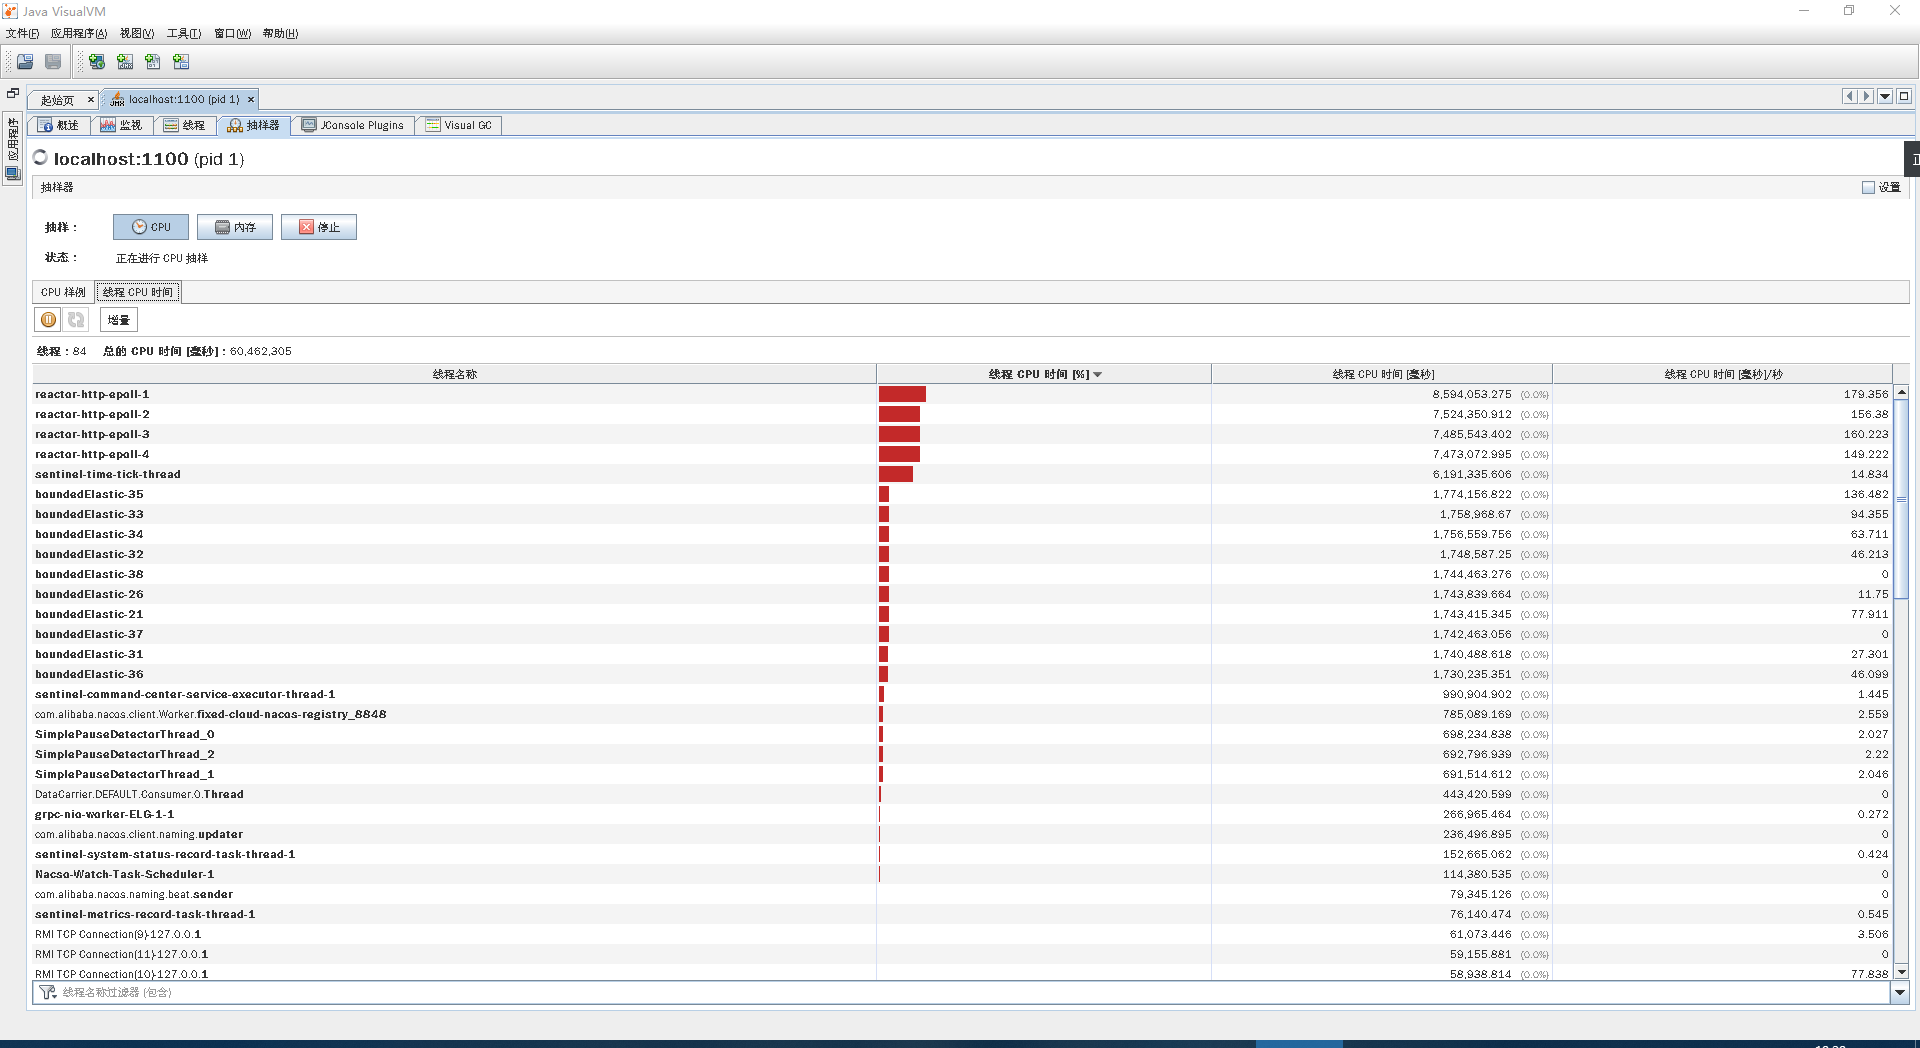 Java VisualVM
文件(F) 应用程序(A) 视图(V) 工具(T) 窗口(W) 帮助(H)
起始页 localhost:1100 (pid 1)
应用程序
概述 监视 线程 抽样器 JConsole Plugins Visual GC
localhost:1100 (pid 1)
抽样器 设置
抽样： CPU 内存 停止
状态： 正在进行 CPU 抽样
CPU 样例 线程 CPU 时间
增量
线程：84 总的 CPU 时间 [毫秒]：60,462,305
线程名称 线程 CPU 时间 [%] 线程 CPU 时间 [毫秒] 线程 CPU 时间 [毫秒]/秒
reactor-http-epoll-1 8,594,053.275 (0.0%) 179.356
reactor-http-epoll-2 7,524,350.912 (0.0%) 156.38
reactor-http-epoll-3 7,485,543.402 (0.0%) 160.223
reactor-http-epoll-4 7,473,072.995 (0.0%) 149.222
sentinel-time-tick-thread 6,191,335.606 (0.0%) 14.834
boundedElastic-35 1,774,156.822 (0.0%) 136.482
boundedElastic-33 1,758,968.67 (0.0%) 94.355
boundedElastic-34 1,756,559.756 (0.0%) 63.711
boundedElastic-32 1,748,587.25 (0.0%) 46.213
boundedElastic-38 1,744,463.276 (0.0%) 0
boundedElastic-26 1,743,839.664 (0.0%) 11.75
boundedElastic-21 1,743,415.345 (0.0%) 77.911
boundedElastic-37 1,742,463.056 (0.0%) 0
boundedElastic-31 1,740,488.618 (0.0%) 27.301
boundedElastic-36 1,730,235.351 (0.0%) 46.099
sentinel-command-center-service-executor-thread-1 990,904.902 (0.0%) 1.445
com.alibaba.nacos.client.Worker.fixed-cloud-nacos-registry_8848 785,089.169 (0.0%) 2.559
SimplePauseDetectorThread_0 698,234.838 (0.0%) 2.027
SimplePauseDetectorThread_2 692,796.939 (0.0%) 2.22
SimplePauseDetectorThread_1 691,514.612 (0.0%) 2.046
DataCarrier.DEFAULT.Consumer.0.Thread 443,420.599 (0.0%) 0
grpc-nio-worker-ELG-1-1 266,965.464 (0.0%) 0.272
com.alibaba.nacos.client.naming.updater 236,496.895 (0.0%) 0
sentinel-system-status-record-task-thread-1 152,665.062 (0.0%) 0.424
Nacso-Watch-Task-Scheduler-1 114,380.535 (0.0%) 0
com.alibaba.nacos.naming.beat.sender 79,345.126 (0.0%) 0
sentinel-metrics-record-task-thread-1 76,140.474 (0.0%) 0.545
RMI TCP Connection(9)-127.0.0.1 61,073.446 (0.0%) 3.506
RMI TCP Connection(11)-127.0.0.1 59,155.881 (0.0%) 0
RMI TCP Connection(10)-127.0.0.1 58,938.814 (0.0%) 77.838
线程名称过滤器 (包含)